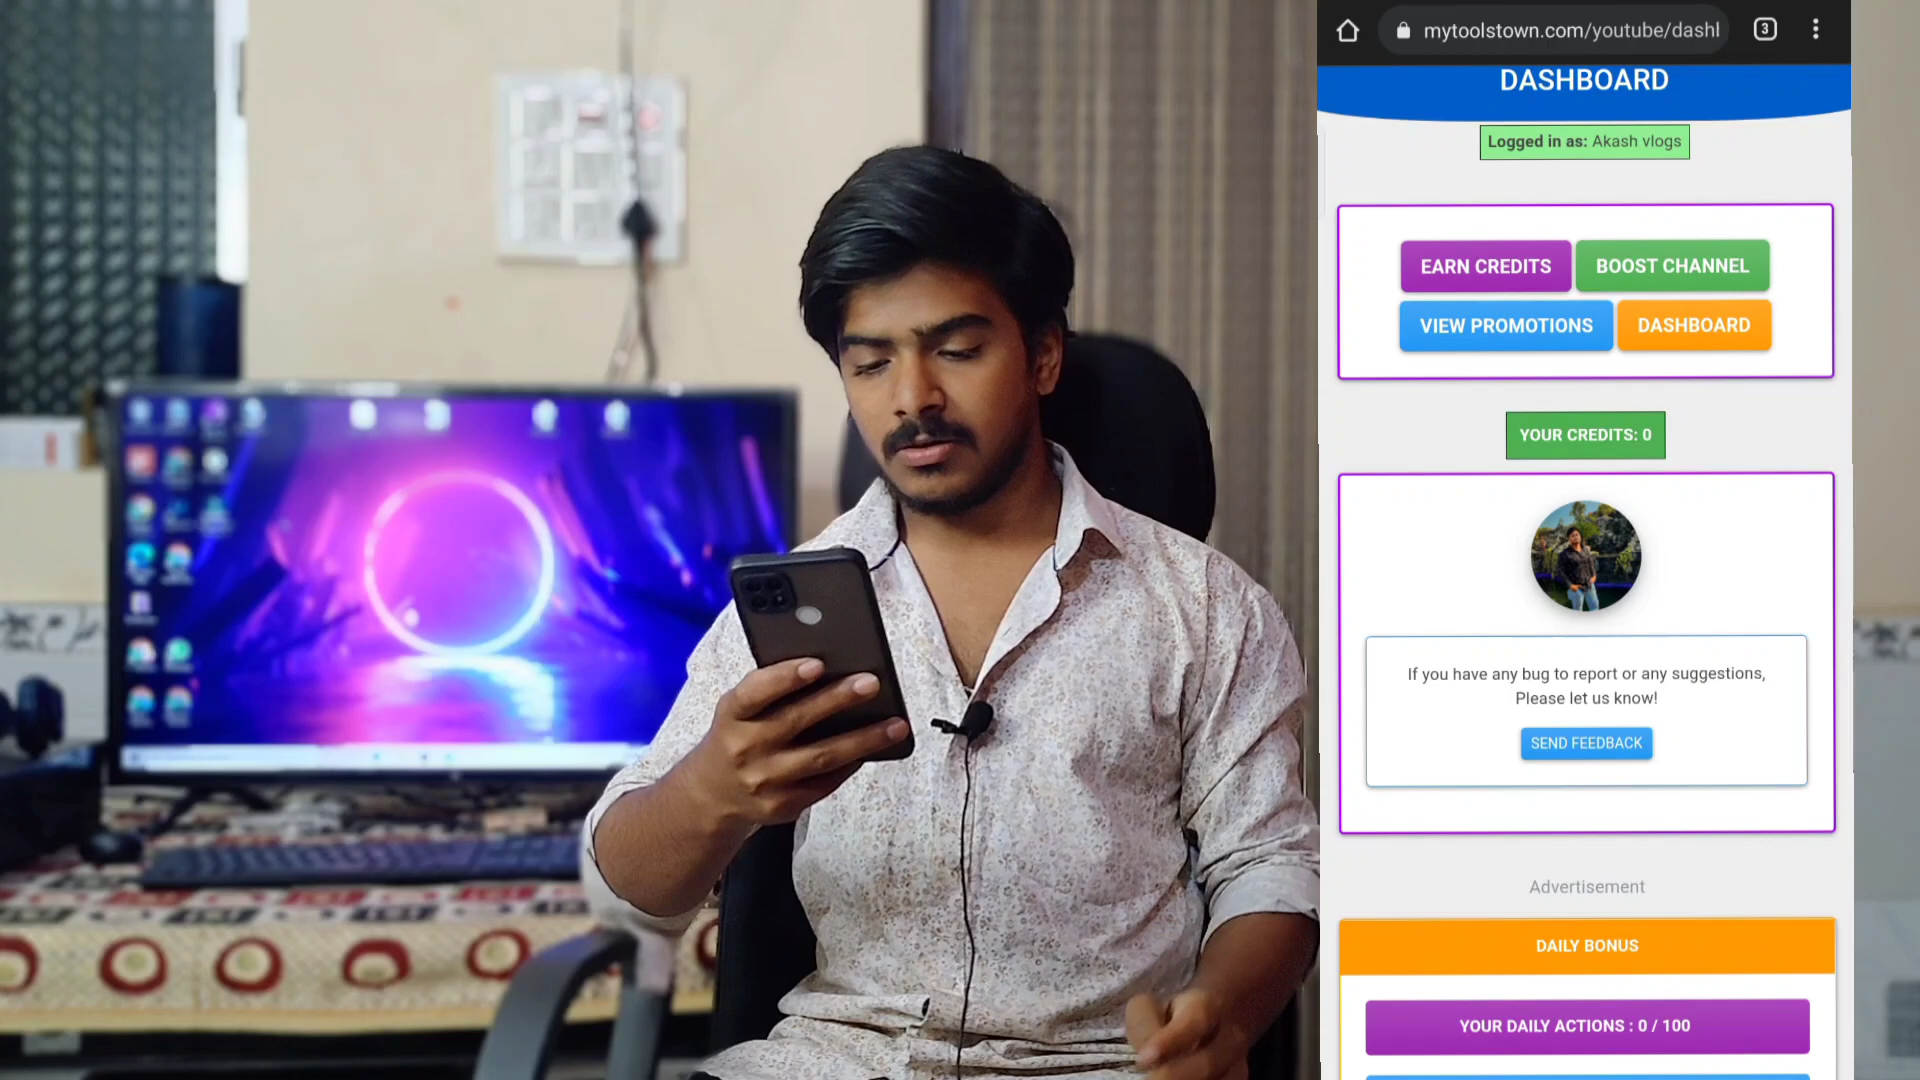 mytoolstown.com/youtube/dashl
3
DASHBOARD
Logged in as: Akash vlogs
EARN CREDITS
BOOST CHANNEL
VIEW PROMOTIONS
DASHBOARD
YOUR CREDITS: 0
If you have any bug to report or any suggestions,
Please let us know!
SEND FEEDBACK
Advertisement
DAILY BONUS
YOUR DAILY ACTIONS : 0 / 100